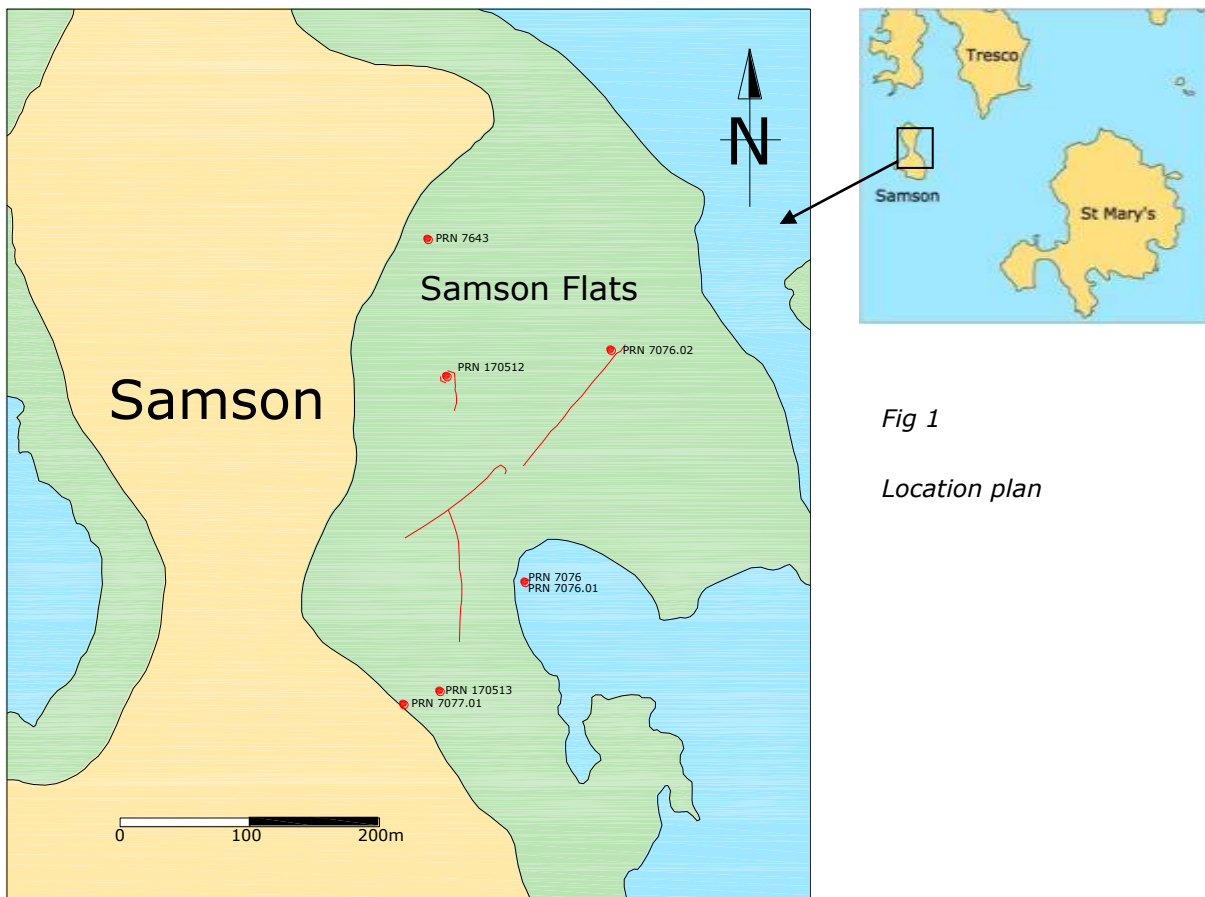 N
PRN 7643
Samson Flats
PRN 7076.02
PRN 170512
Samson
PRN 7076
PRN 7076.01
PRN 170513
PRN 7077.01
0 100 200m
Tresco
Samson
St Mary's
Fig 1
Location plan